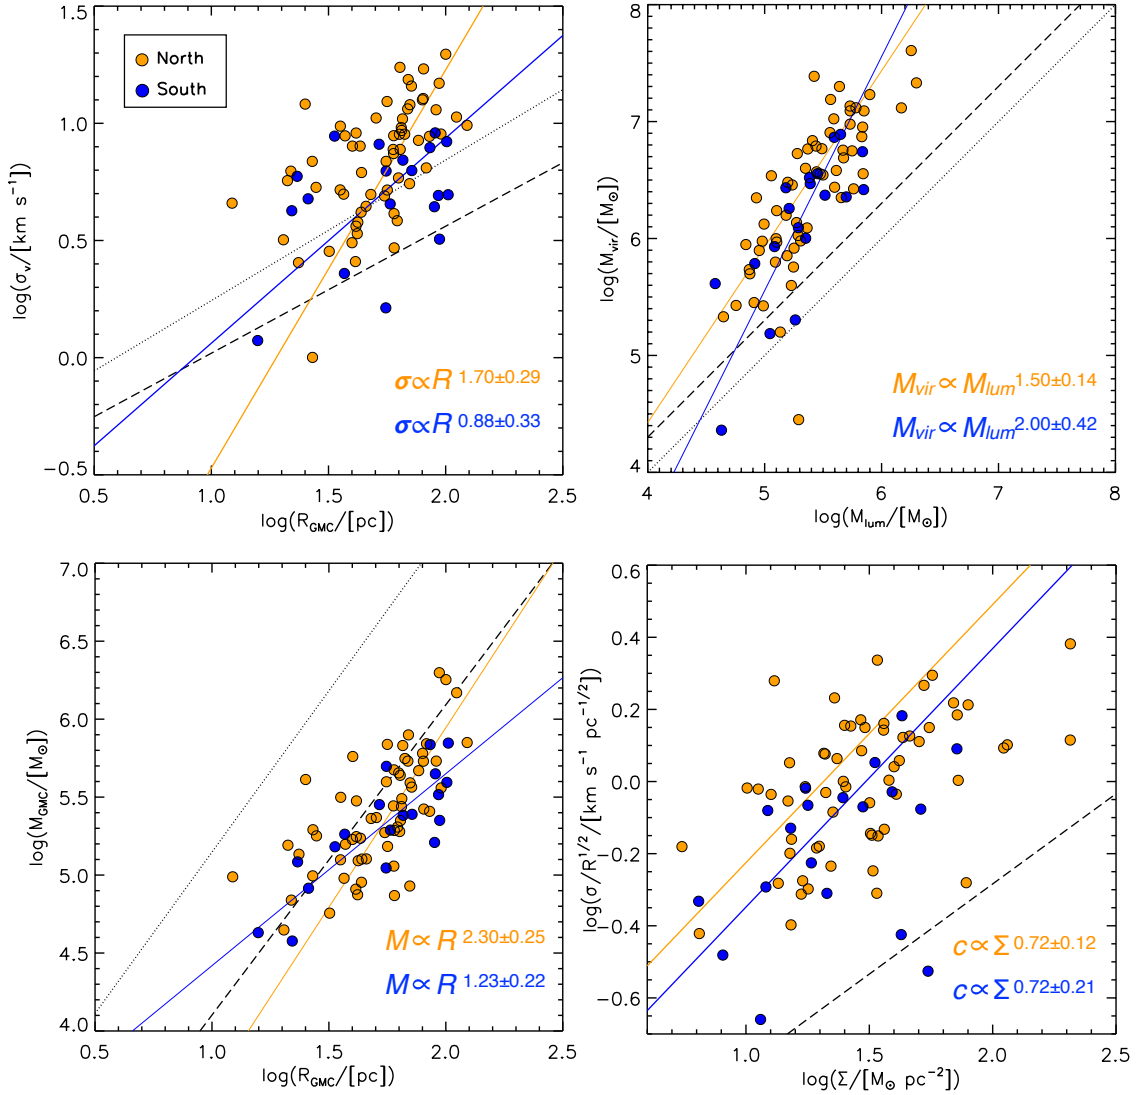 1.5
1.0
0.5
0.0
−0.5
log(σv/[km s−1])
North
South
σ∝R 1.70±0.29
σ∝R 0.88±0.33
0.5 1.0 1.5 2.0 2.5
log(RGMC/[pc])
8
7
6
5
4
log(Mvir/[M⊙])
Mvir ∝ Mlum1.50±0.14
Mvir ∝ Mlum2.00±0.42
4 5 6 7 8
log(Mlum/[M⊙])
7.0
6.5
6.0
5.5
5.0
4.5
4.0
log(MGMC/[M⊙])
M ∝ R 2.30±0.25
M ∝ R 1.23±0.22
0.5 1.0 1.5 2.0 2.5
log(RGMC/[pc])
0.6
0.4
0.2
0.0
−0.2
−0.4
−0.6
log(σ/R1/2/[km s−1 pc−1/2])
c ∝ Σ 0.72±0.12
c ∝ Σ 0.72±0.21
1.0 1.5 2.0 2.5
log(Σ/[M⊙ pc−2])